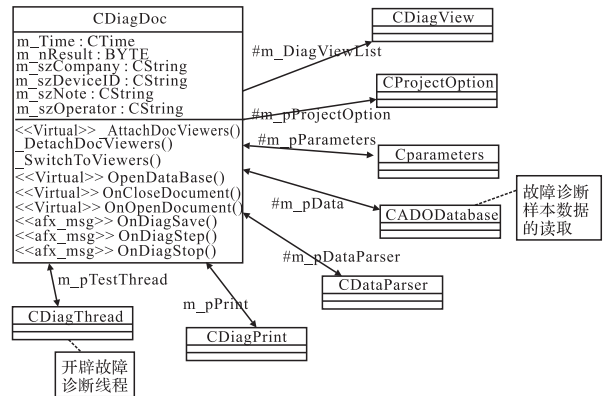 CDiagDoc
m_Time : CTime
m_nResult : BYTE
m_szCompany : CString
m_szDeviceID : CString
m_szNote : CString
m_szOperator : CString
<<Virtual>> _AttachDocViewers()
_DetachDocViewers()
_SwitchToViewers()
<<Virtual>> OpenDataBase()
<<Virtual>> OnCloseDocument()
<<Virtual>> OnOpenDocument()
<<afx_msg>> OnDiagSave()
<<afx_msg>> OnDiagStep()
<<afx_msg>> OnDiagStop()
CDiagView
#m_DiagViewList
CProjectOption
#m_pProjectOption
#m_pParameters
Cparameters
#m_pData
CADODatabase
故障诊断
样本数据
的读取
#m_pDataParser
CDataParser
m_pTestThread
m_pPrint
CDiagThread
CDiagPrint
开辟故障
诊断线程